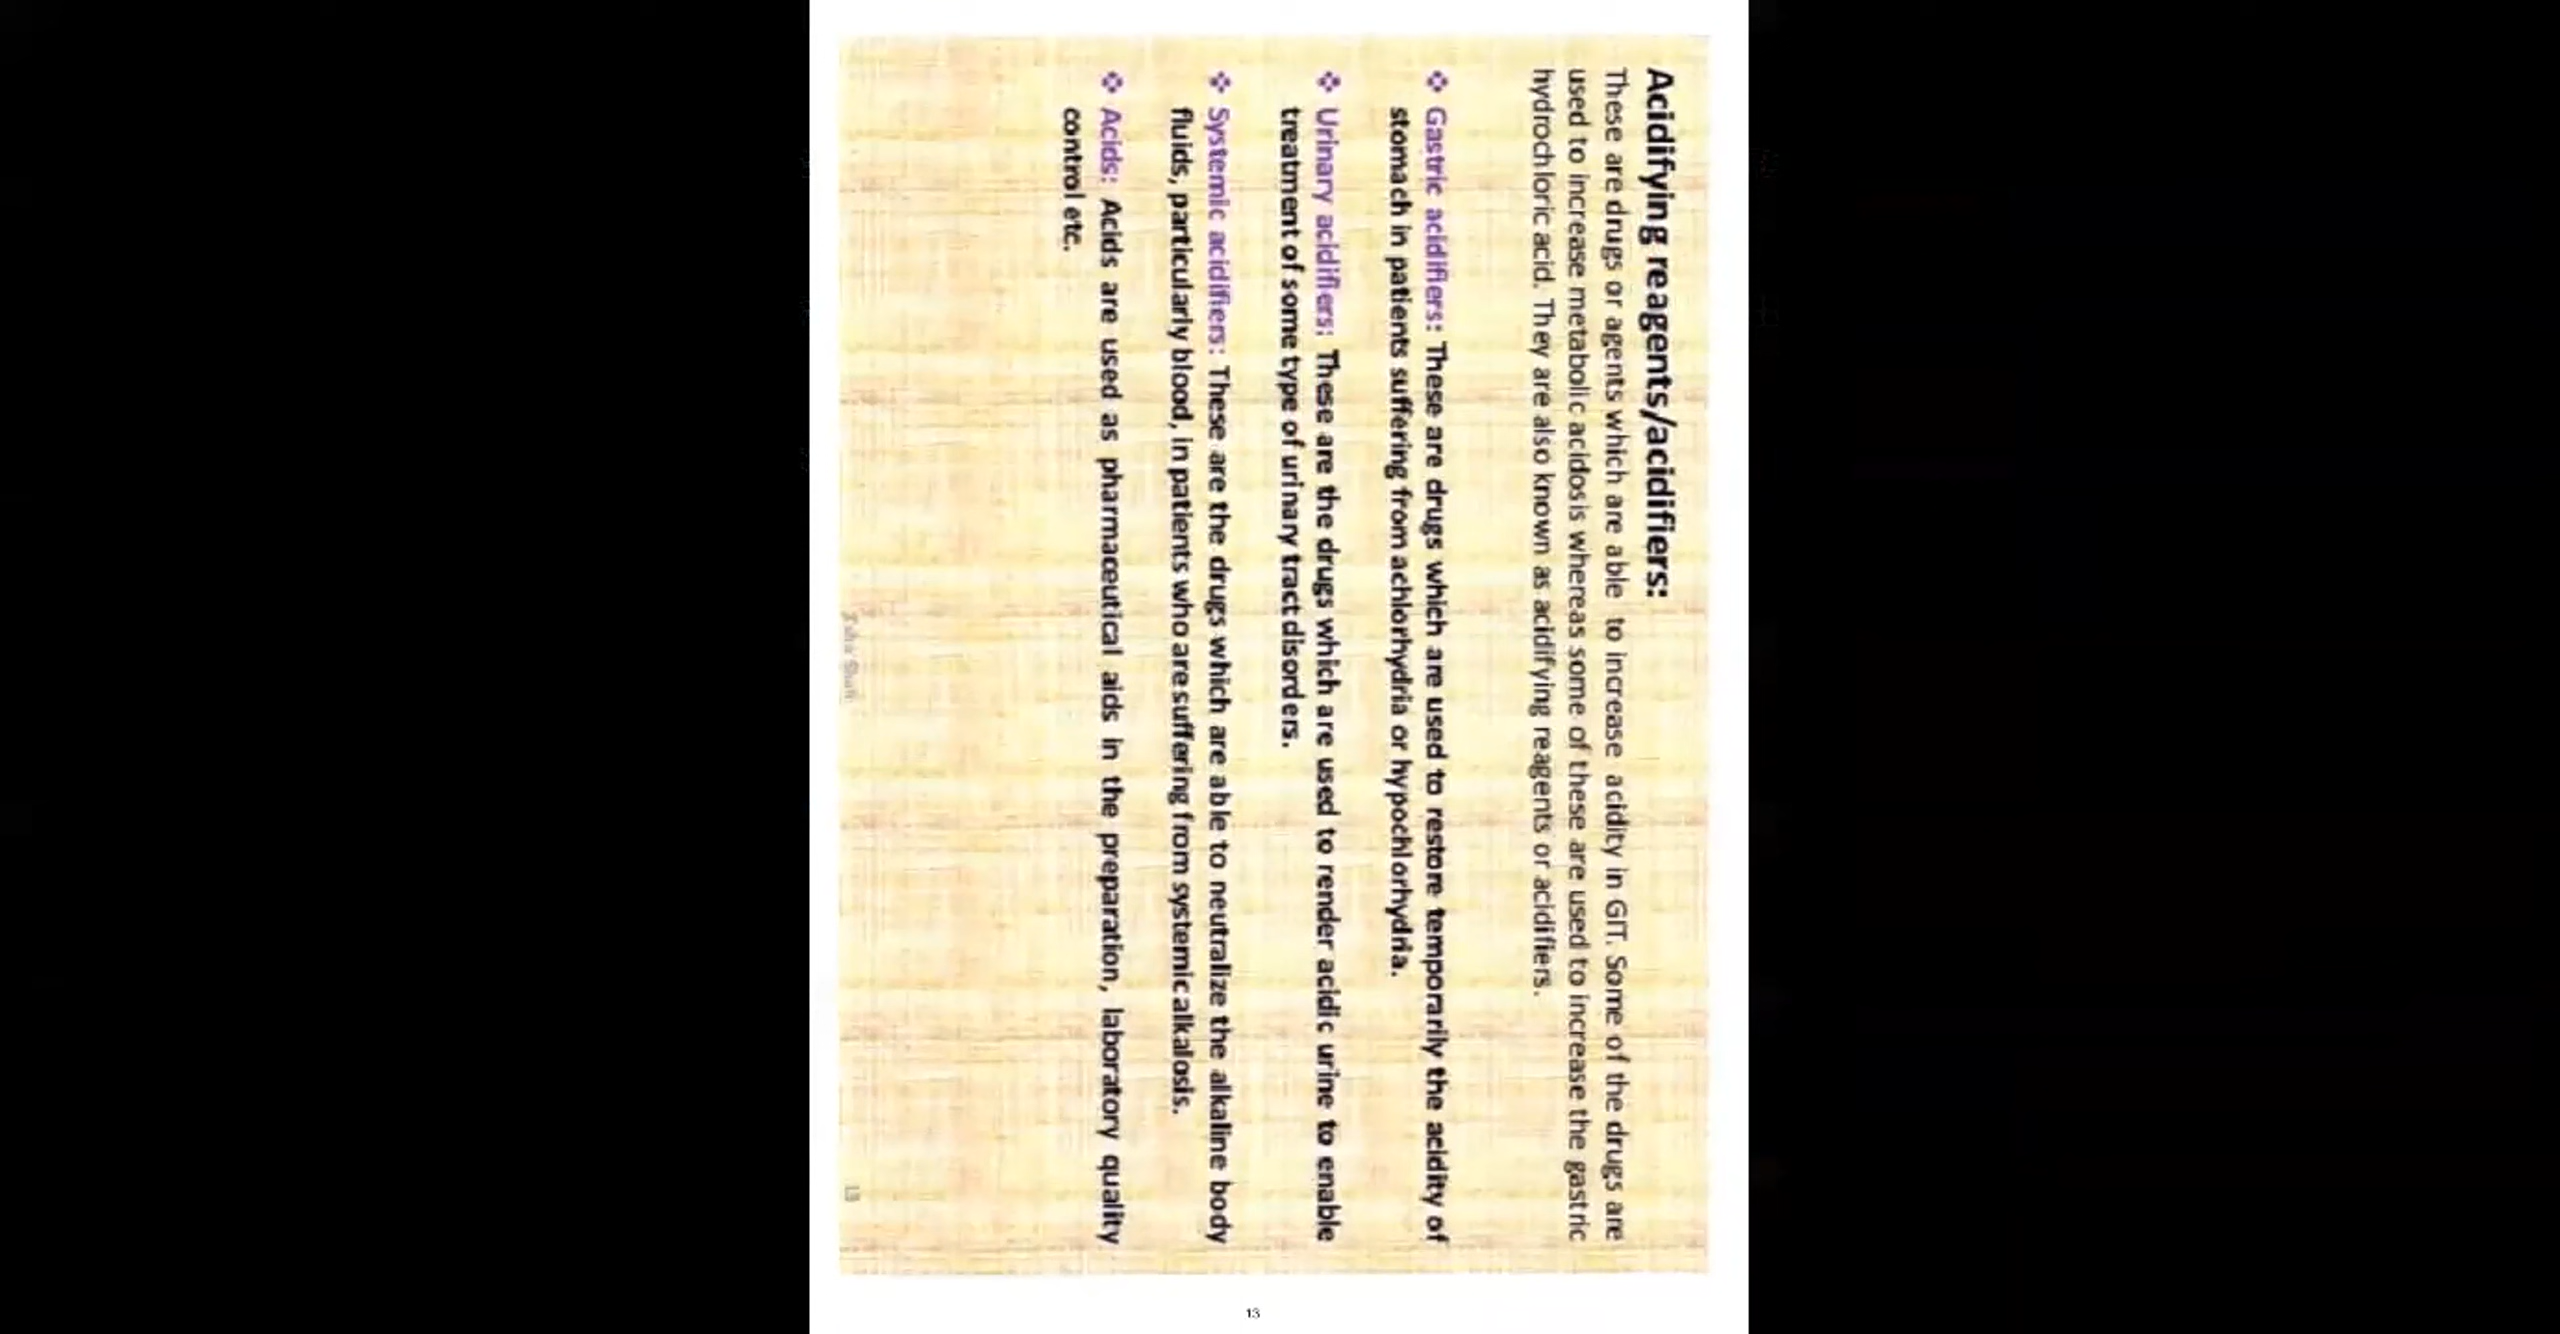 Acidifying reagents/acidifiers:
These are drugs or agents which are able to increase acidity in GIT. Some of the drugs are
used to increase metabolic acidosis whereas some of these are used to increase the gastric
hydrochloric acid. They are also known as acidifying reagents or acidifiers.
❖ Gastric acidifiers: These are drugs which are used to restore temporarily the acidity of
stomach in patients suffering from achlorhydria or hypochlorhydria.
❖ Urinary acidifiers: These are the drugs which are used to render acidic urine to enable
treatment of some type of urinary tract disorders.
❖ Systemic acidifiers: These are the drugs which are able to neutralize the alkaline body
fluids, particularly blood, in patients who are suffering from systemic alkalosis.
❖ Acids: Acids are used as pharmaceutical aids in the preparation, laboratory quality
control etc.
13